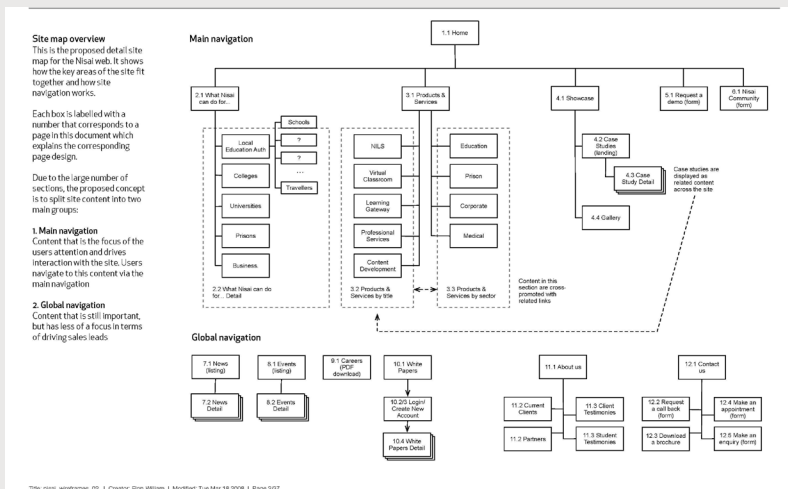 Site map overview
This is the proposed detail site
map for the Nisai web. It shows
how the key areas of the site fit
together and how site
navigation works.
Each box is labelled with a
number that corresponds to a
page in this document which
explains the corresponding
page design.
Due to the large number of
sections, the proposed concept
is to split site content into two
main groups:
1. Main navigation
Content that is the focus of the
users attention and drives
interaction with the site. Users
navigate to this content via the
main navigation
2. Global navigation
Content that is still important,
but has less of a focus in terms
of driving sales leads
Main navigation
1.1 Home
2.1 What Nisai
can do for...
3.1 Products &
Services
4.1 Showcase
5.1 Request a
demo (form)
6.1 Nisai
Community
(form)
Local
Education Auth
Colleges
Universities
Prisons
Business
Schools
?
?
...
Travellers
2.2 What Nisai can do
for... Detail
NILS
Virtual
Classroom
Learning
Gateway
Professional
Services
Content
Development
3.2 Products &
Services by title
Education
Prison
Corporate
Medical
3.3 Products &
Services by sector
Content in this
section are cross-
promoted with
related links
4.2 Case
Studies
(landing)
4.3 Case
Study Detail
4.4 Gallery
Case studies are
displayed as
related content
across the site
Global navigation
7.1 News
(listing)
7.2 News
Detail
8.1 Events
(listing)
8.2 Events
Detail
9.1 Careers
(PDF
download)
10.1 White
Papers
10.2/3 Login/
Create New
Account
10.4 White
Papers Detail
11.1 About us
11.2 Current
Clients
11.3 Client
Testimonies
11.2 Partners
11.3 Student
Testimonies
12.1 Contact
us
12.2 Request
a call back
(form)
12.4 Make an
appointment
(form)
12.3 Download
a brochure
12.5 Make an
enquiry (form)